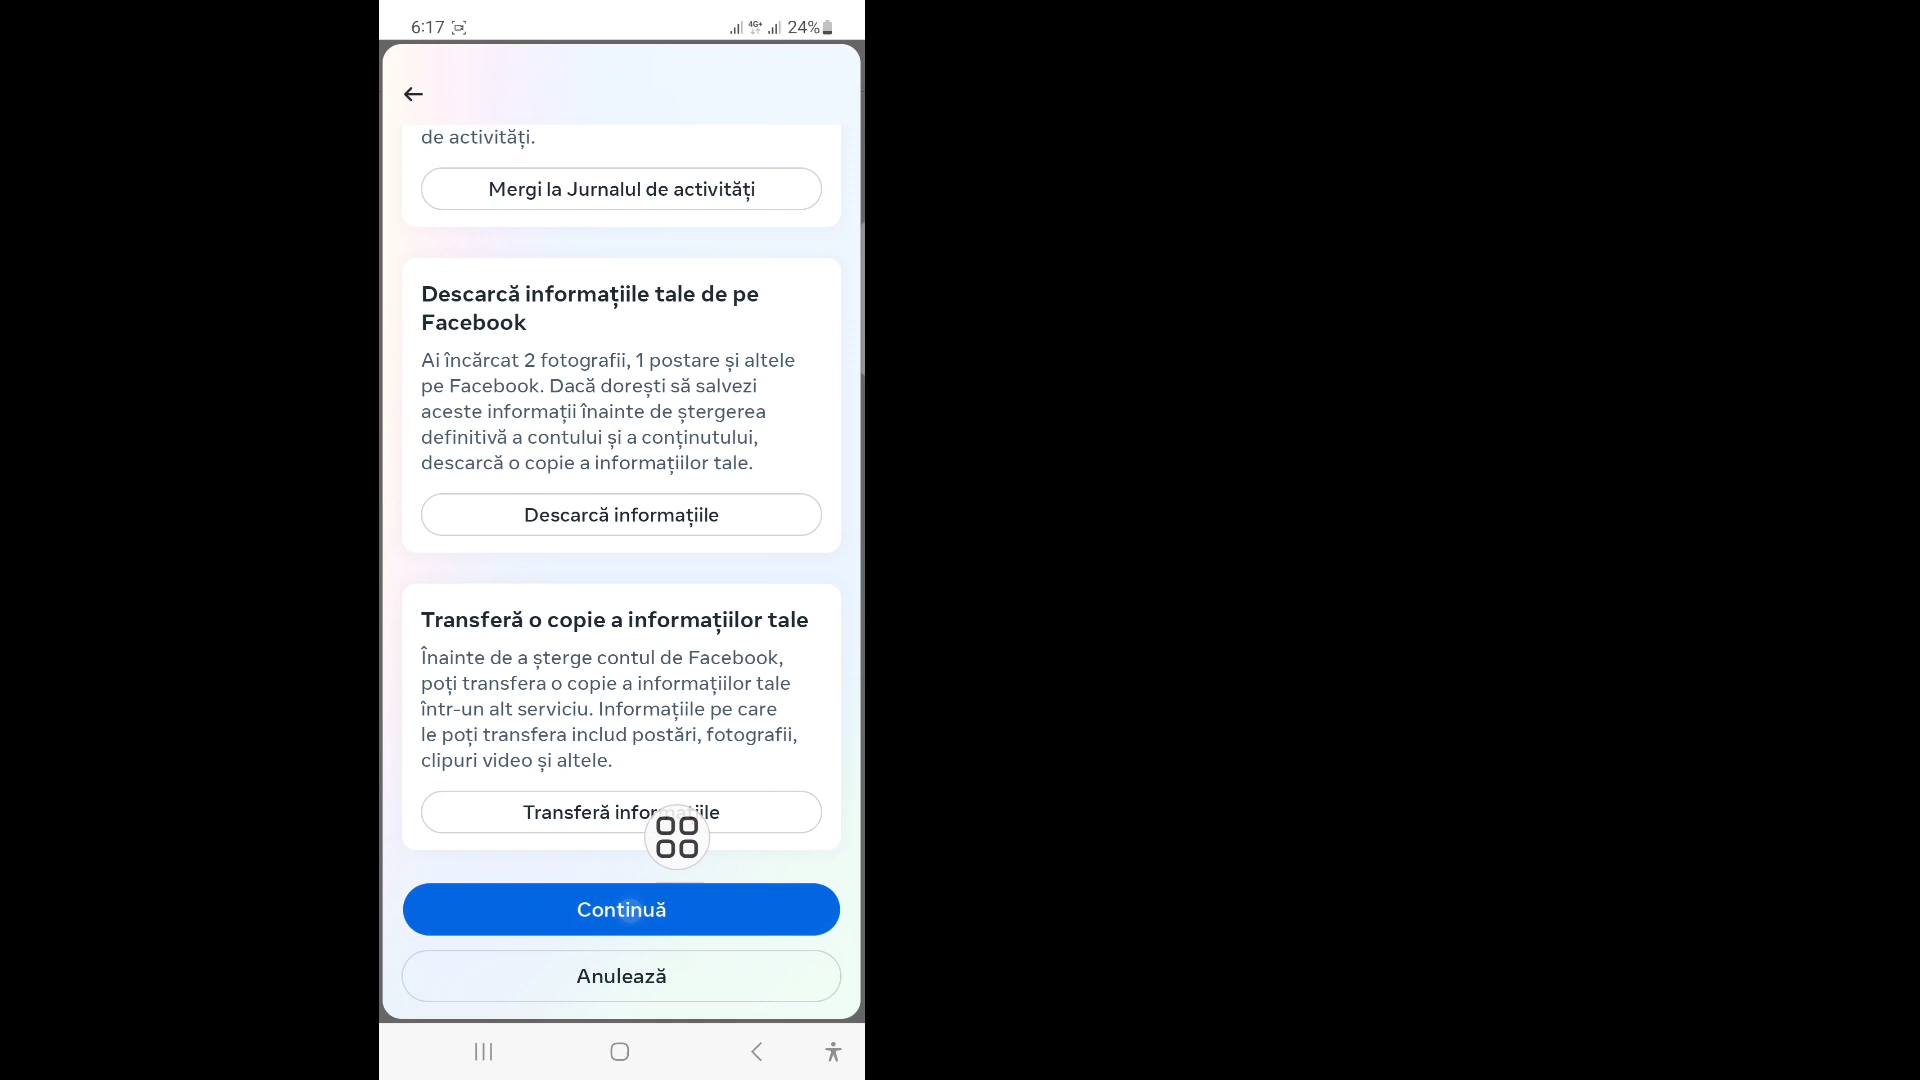 6:17
4G+
24%
de activități.
Mergi la Jurnalul de activități
Descarcă informațiile tale de pe
Facebook
Ai încărcat 2 fotografii, 1 postare și altele
pe Facebook. Dacă dorești să salvezi
aceste informații înainte de ștergerea
definitivă a contului și a conținutului,
descarcă o copie a informațiilor tale.
Descarcă informațiile
Transferă o copie a informațiilor tale
Înainte de a șterge contul de Facebook,
poți transfera o copie a informațiilor tale
într-un alt serviciu. Informațiile pe care
le poți transfera includ postări, fotografii,
clipuri video și altele.
Transferă informațiile
Continuă
Anulează